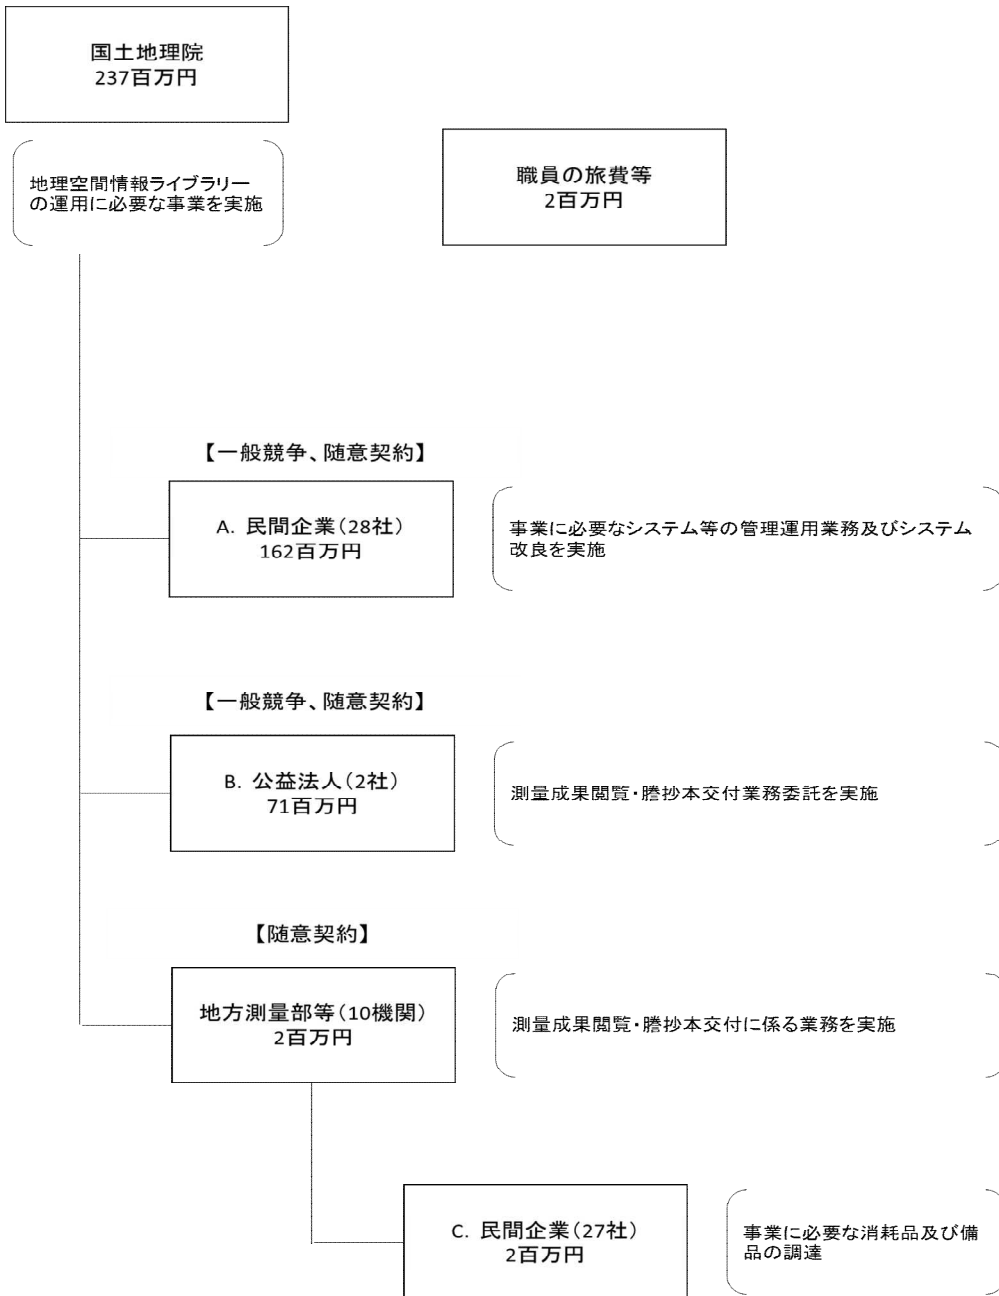 国土地理院
237百万円
地理空間情報ライブラリー
の運用に必要な事業を実施
職員の旅費等
2百万円
【一般競争、随意契約】
A. 民間企業(28社)
162百万円
事業に必要なシステム等の管理運用業務及びシステム
改良を実施
【一般競争、随意契約】
B. 公益法人(2社)
71百万円
測量成果閲覧・謄抄本交付業務委託を実施
【随意契約】
地方測量部等(10機関)
2百万円
測量成果閲覧・謄抄本交付に係る業務を実施
C. 民間企業(27社)
2百万円
事業に必要な消耗品及び備
品の調達